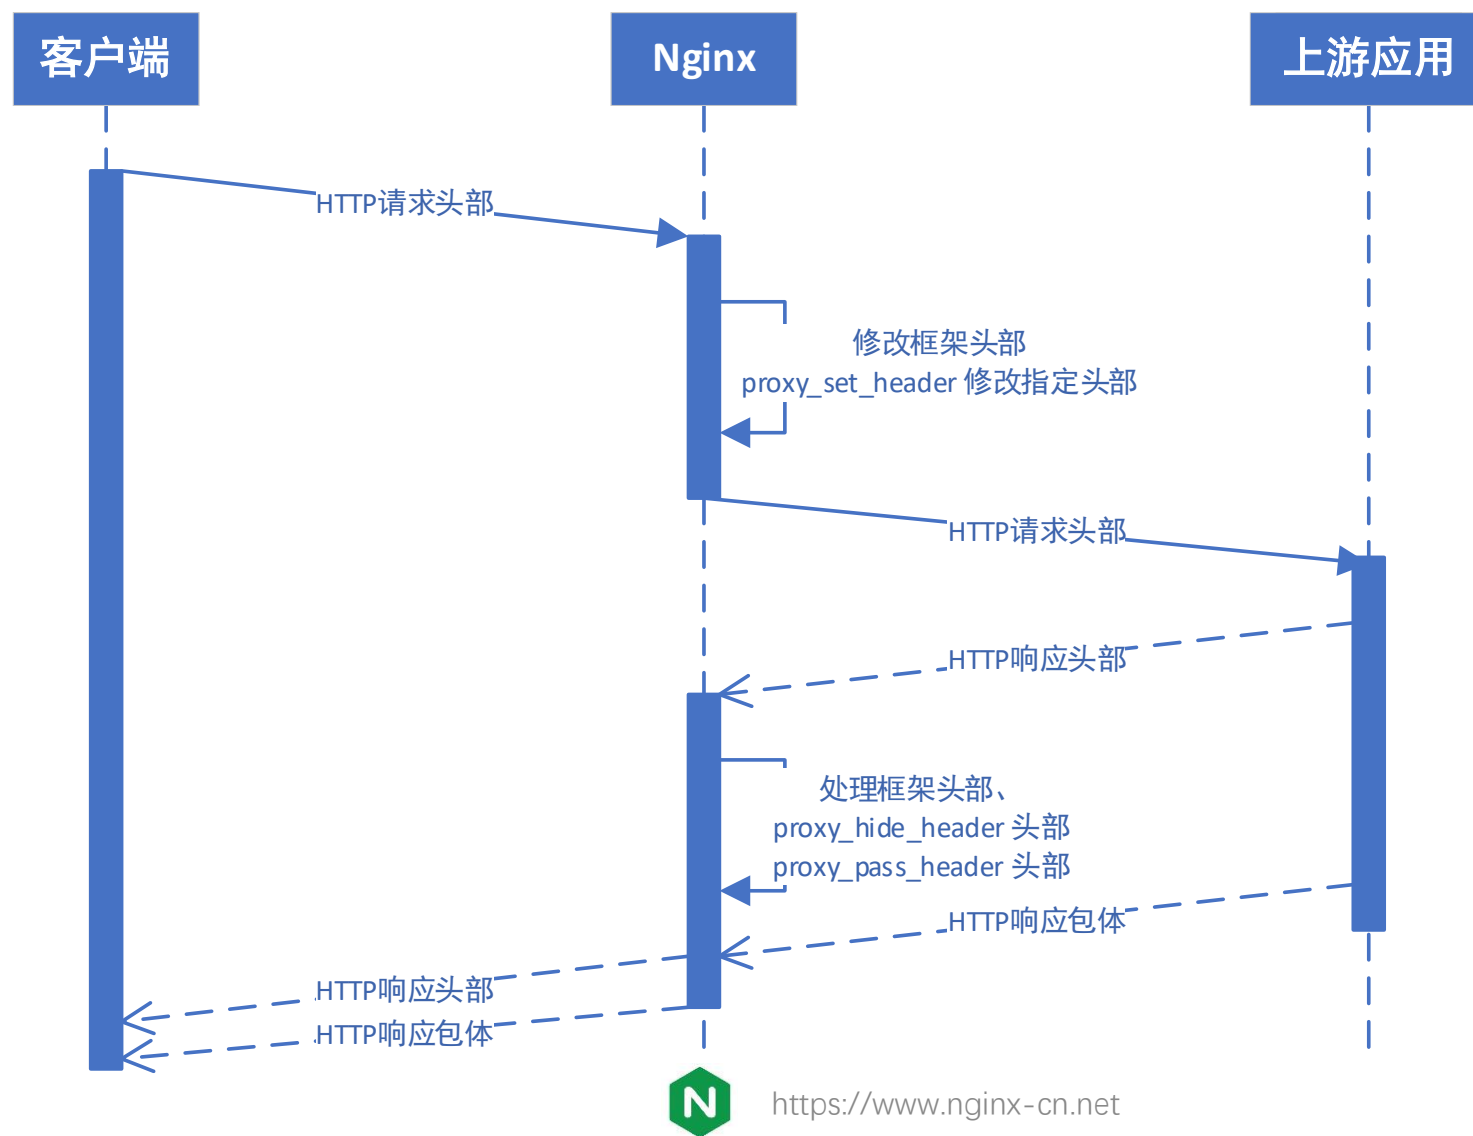 客户端
Nginx
上游应用
HTTP请求头部
修改框架头部
proxy_set_header 修改指定头部
HTTP请求头部
HTTP响应头部
处理框架头部、
proxy_hide_header 头部
proxy_pass_header 头部
HTTP响应包体
HTTP响应头部
HTTP响应包体
N
https://www.nginx-cn.net